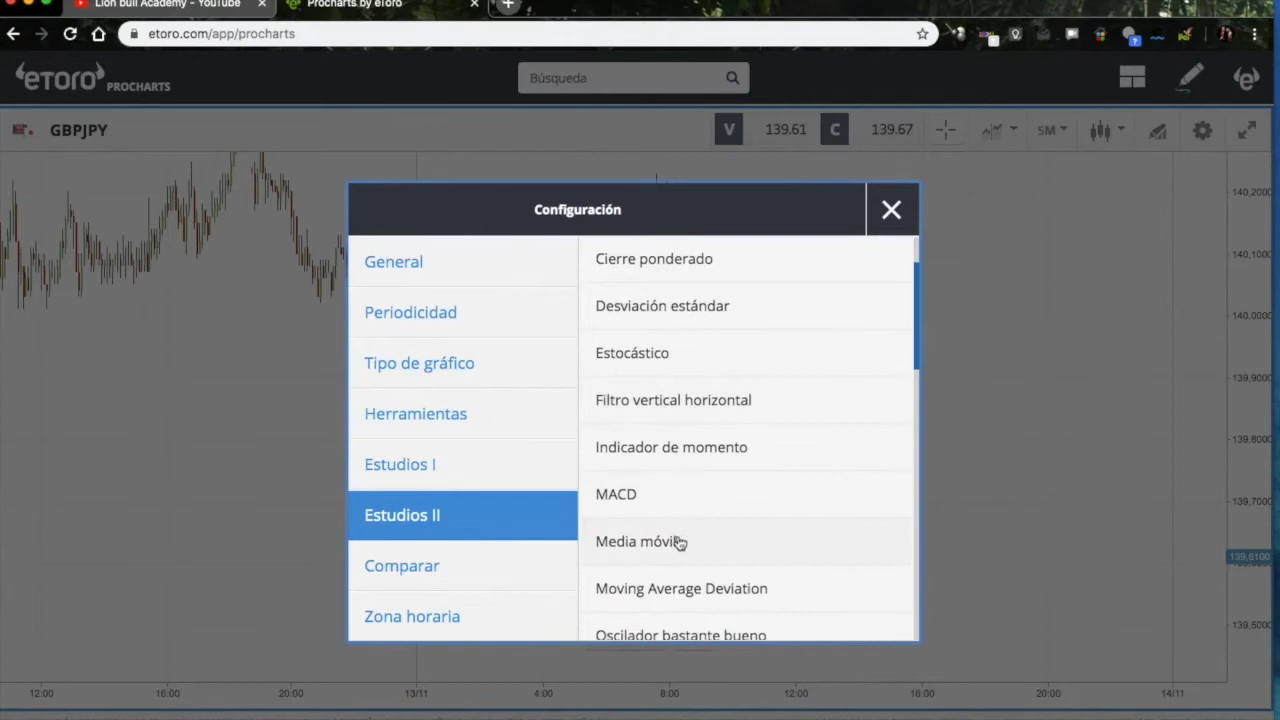 Lion bull Academy - YouTube
Procharts by eToro
etoro.com/app/procharts
eTORO PROCHARTS
Búsqueda
GBPJPY
V 139.61 C 139.67
5M
Configuración
General
Periodicidad
Tipo de gráfico
Herramientas
Estudios I
Estudios II
Comparar
Zona horaria
Cierre ponderado
Desviación estándar
Estocástico
Filtro vertical horizontal
Indicador de momento
MACD
Media móvil
Moving Average Deviation
Oscilador bastante bueno
140,2000
140,1000
140,0000
139,9000
139,8000
139,7000
139,6100
139,5000
12:00
16:00
20:00
13/11
4:00
8:00
12:00
16:00
20:00
14/11